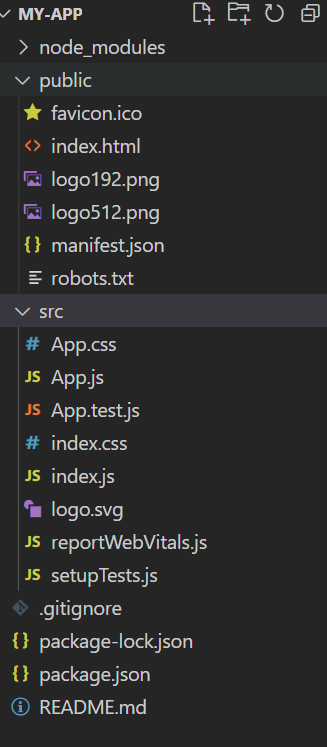 MY-APP
node_modules
public
favicon.ico
index.html
logo192.png
logo512.png
manifest.json
robots.txt
src
App.css
App.js
App.test.js
index.css
index.js
logo.svg
reportWebVitals.js
setupTests.js
.gitignore
package-lock.json
package.json
README.md